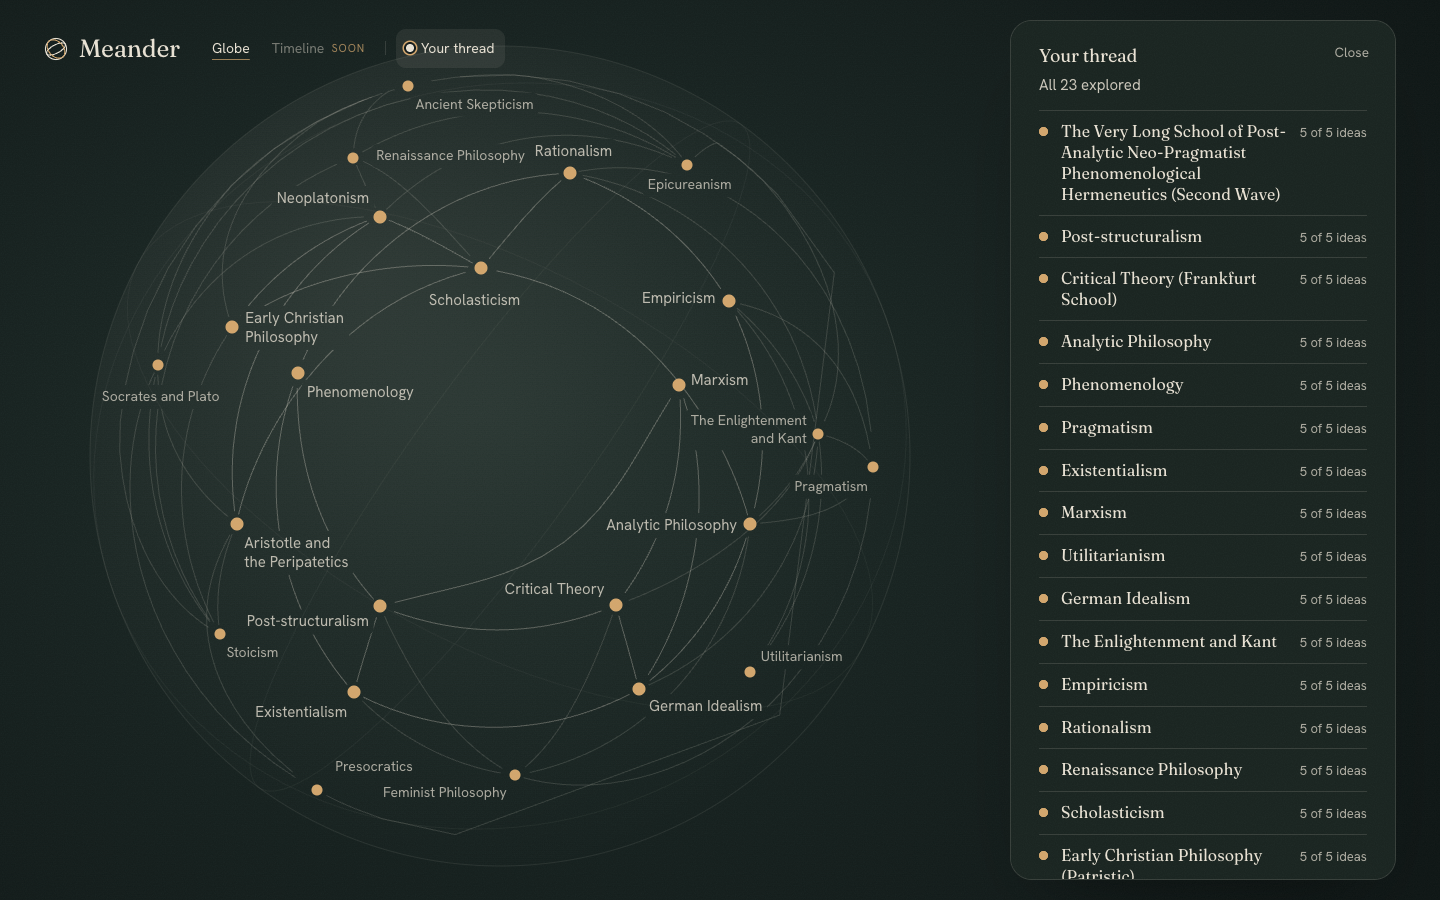 Meander
Globe
Timeline SOON
Your thread
Ancient Skepticism
Renaissance Philosophy
Rationalism
Epicureanism
Neoplatonism
Scholasticism
Empiricism
Early Christian
Philosophy
Socrates and Plato
Phenomenology
Marxism
The Enlightenment
and Kant
Pragmatism
Analytic Philosophy
Aristotle and
the Peripatetics
Critical Theory
Post-structuralism
Stoicism
Utilitarianism
Existentialism
German Idealism
Presocratics
Feminist Philosophy
Your thread
Close
All 23 explored
The Very Long School of Post- 5 of 5 ideas
Analytic Neo-Pragmatist
Phenomenological
Hermeneutics (Second Wave)
Post-structuralism 5 of 5 ideas
Critical Theory (Frankfurt 5 of 5 ideas
School)
Analytic Philosophy 5 of 5 ideas
Phenomenology 5 of 5 ideas
Pragmatism 5 of 5 ideas
Existentialism 5 of 5 ideas
Marxism 5 of 5 ideas
Utilitarianism 5 of 5 ideas
German Idealism 5 of 5 ideas
The Enlightenment and Kant 5 of 5 ideas
Empiricism 5 of 5 ideas
Rationalism 5 of 5 ideas
Renaissance Philosophy 5 of 5 ideas
Scholasticism 5 of 5 ideas
Early Christian Philosophy 5 of 5 ideas
(Patristic)